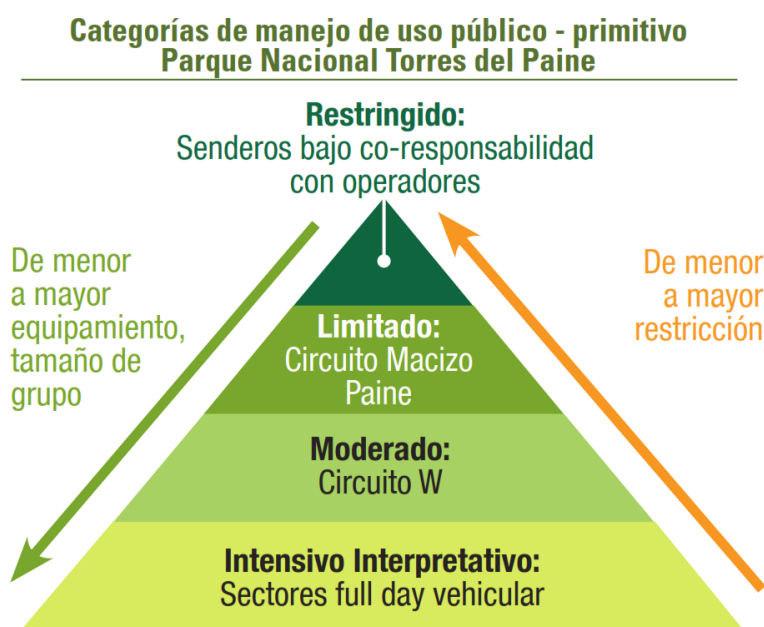 Categorías de manejo de uso público - primitivo
Parque Nacional Torres del Paine
Restringido:
Senderos bajo co-responsabilidad
con operadores
De menor
a mayor
equipamiento,
tamaño de
grupo
De menor
a mayor
restricción
Limitado:
Circuito Macizo
Paine
Moderado:
Circuito W
Intensivo Interpretativo:
Sectores full day vehicular